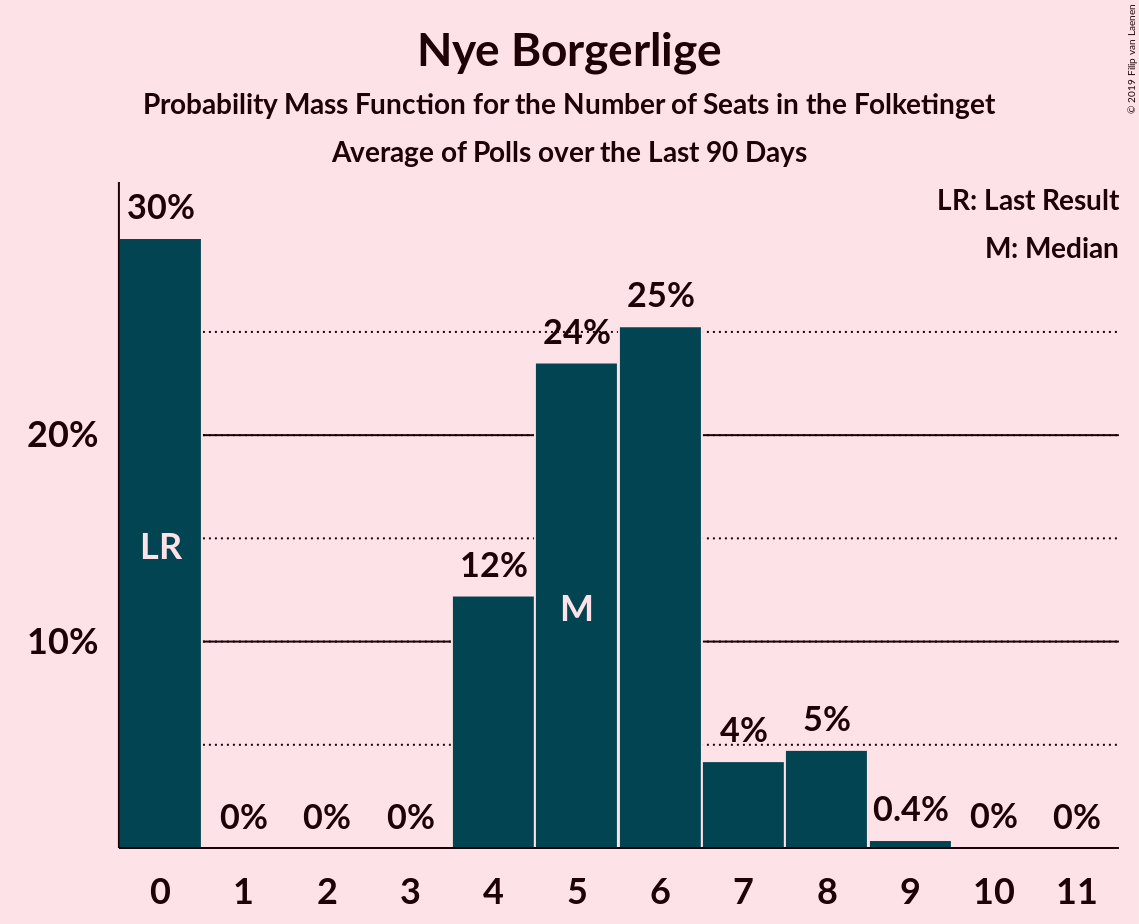 Nye Borgerlige
Probability Mass Function for the Number of Seats in the Folketinget
Average of Polls over the Last 90 Days
© 2019 Filip van Laenen
LR: Last Result
M: Median
30%
25%
24%
20%
LR
12%
M
10%
4%
5%
0%
0%
0%
0.4%
0%
0%
0 1 2 3 4 5 6 7 8 9 10 11